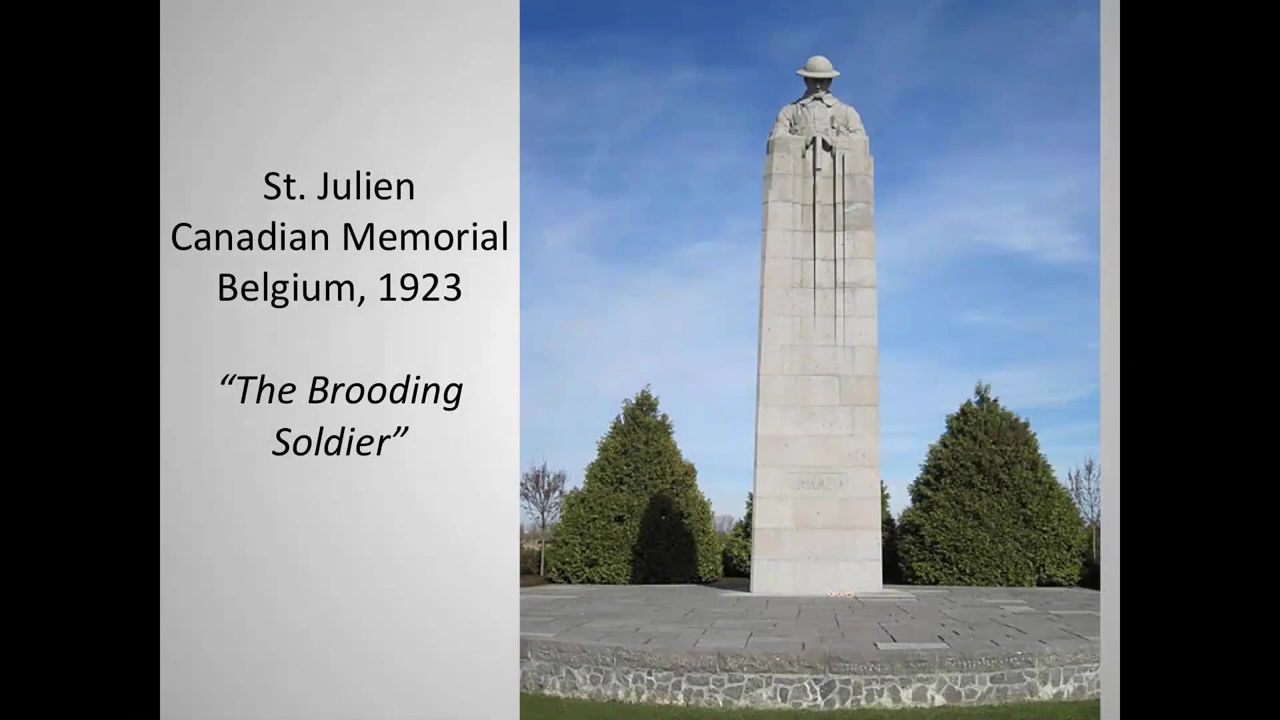 St. Julien
Canadian Memorial
Belgium, 1923
“The Brooding
Soldier”